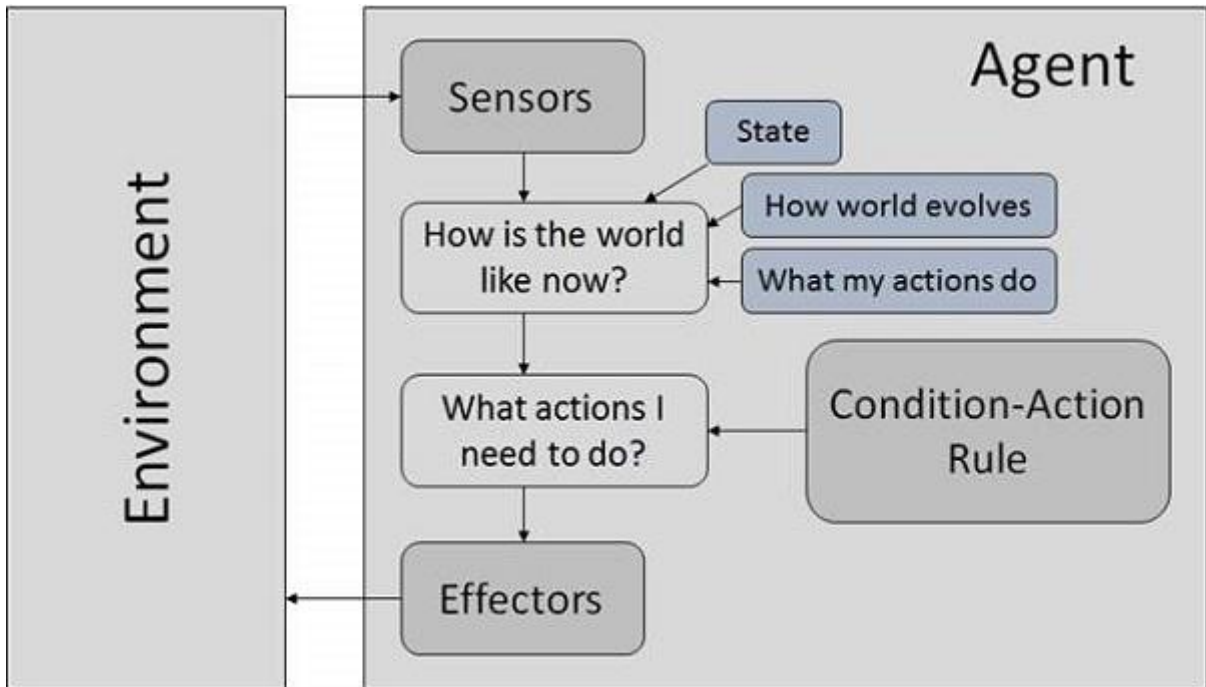 Environment
Agent
Sensors
State
How world evolves
What my actions do
How is the world
like now?
What actions I
need to do?
Condition-Action
Rule
Effectors